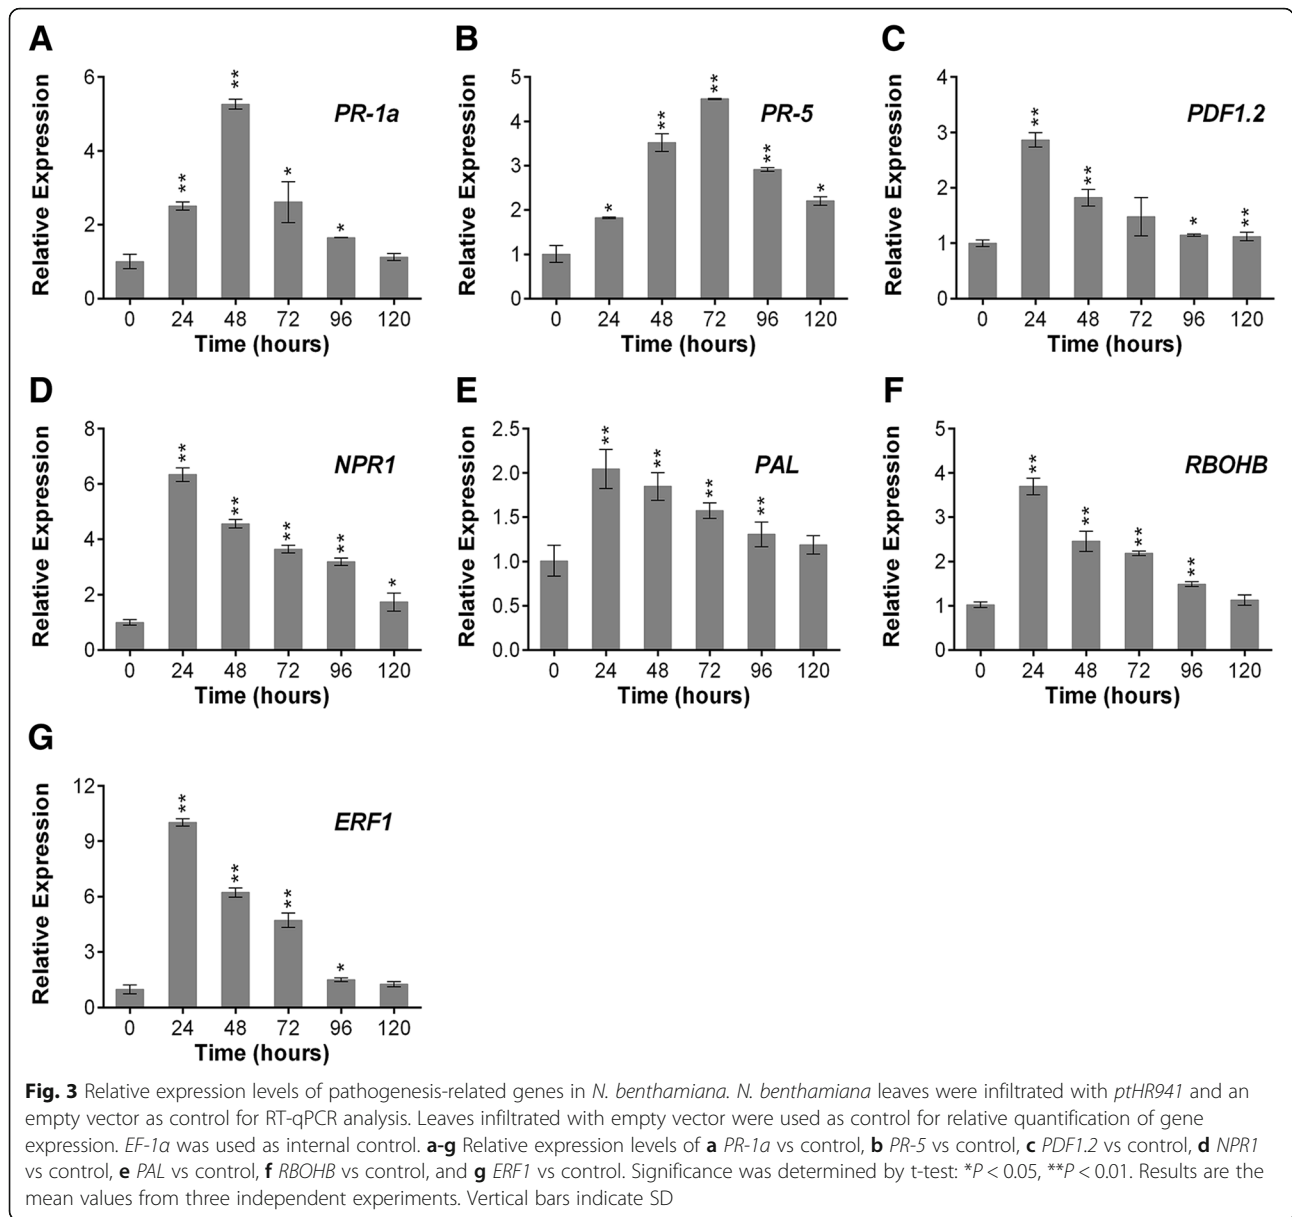 A
B
C
6
4
2
0
Relative Expression
PR-1a
**
**
*
*
0 24 48 72 96 120
Time (hours)
5
4
3
2
1
0
Relative Expression
PR-5
*
**
**
**
*
0 24 48 72 96 120
Time (hours)
4
3
2
1
0
Relative Expression
PDF1.2
**
**
*
**
0 24 48 72 96 120
Time (hours)
D
E
F
8
6
4
2
0
Relative Expression
NPR1
**
**
**
**
*
0 24 48 72 96 120
Time (hours)
2.5
2.0
1.5
1.0
0.5
0.0
Relative Expression
PAL
**
**
**
**
0 24 48 72 96 120
Time (hours)
5
4
3
2
1
0
Relative Expression
RBOHB
**
**
**
**
0 24 48 72 96 120
Time (hours)
G
12
9
6
3
0
Relative Expression
ERF1
**
**
**
*
0 24 48 72 96 120
Time (hours)
Fig. 3 Relative expression levels of pathogenesis-related genes in N. benthamiana. N. benthamiana leaves were infiltrated with ptHR941 and an
empty vector as control for RT-qPCR analysis. Leaves infiltrated with empty vector were used as control for relative quantification of gene
expression. EF-1α was used as internal control. a-g Relative expression levels of a PR-1a vs control, b PR-5 vs control, c PDF1.2 vs control, d NPR1
vs control, e PAL vs control, f RBOHB vs control, and g ERF1 vs control. Significance was determined by t-test: *P < 0.05, **P < 0.01. Results are the
mean values from three independent experiments. Vertical bars indicate SD